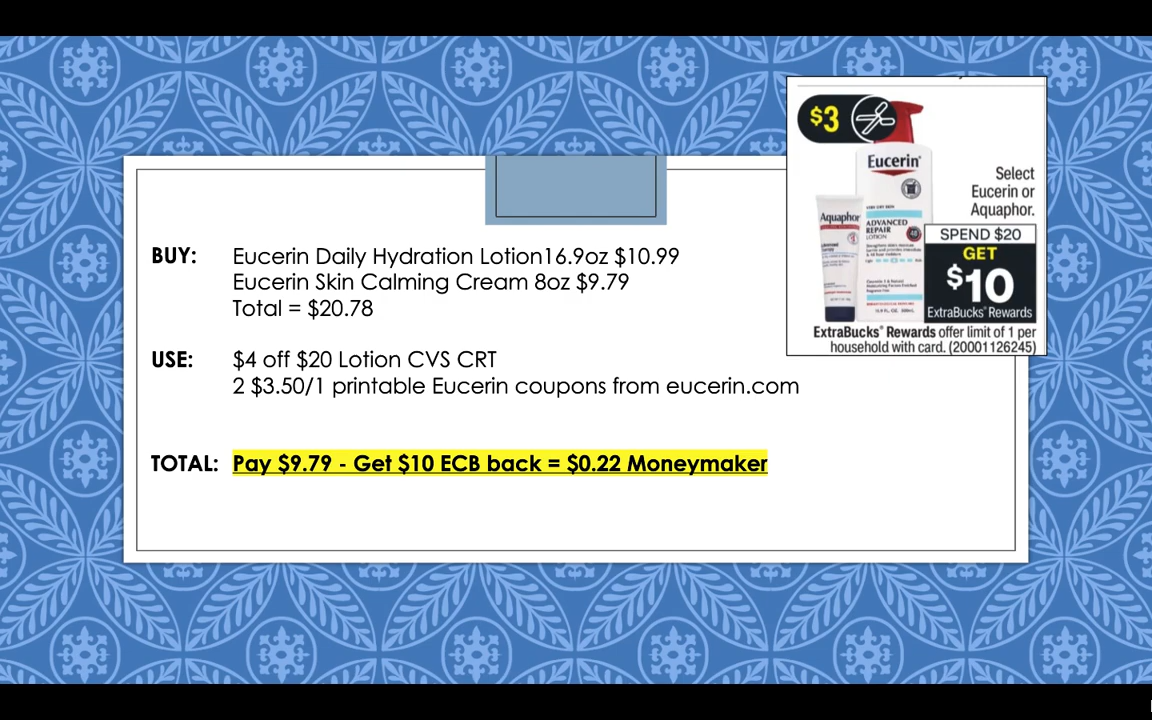 $3
Eucerin®
Aquaphor
ADVANCED
REPAIR
LOTION
Select
Eucerin or
Aquaphor.
SPEND $20
GET
$10
ExtraBucks® Rewards
ExtraBucks® Rewards offer limit of 1 per
household with card. (20001126245)
BUY: Eucerin Daily Hydration Lotion16.9oz $10.99
Eucerin Skin Calming Cream 8oz $9.79
Total = $20.78
USE: $4 off $20 Lotion CVS CRT
2 $3.50/1 printable Eucerin coupons from eucerin.com
TOTAL: Pay $9.79 - Get $10 ECB back = $0.22 Moneymaker